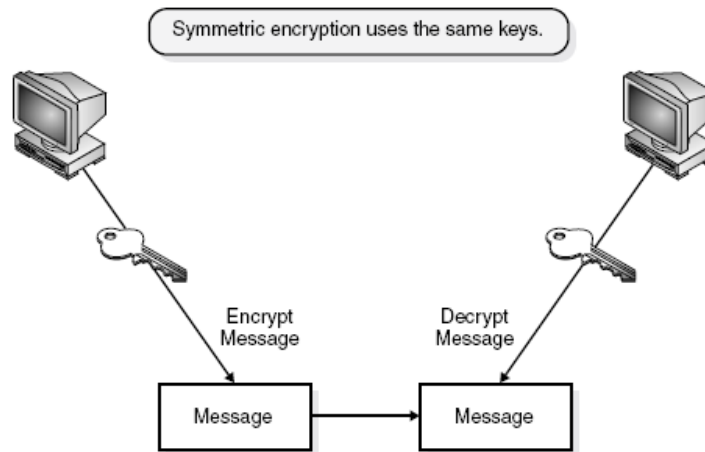 Symmetric encryption uses the same keys.
Encrypt
Message
Decrypt
Message
Message
Message